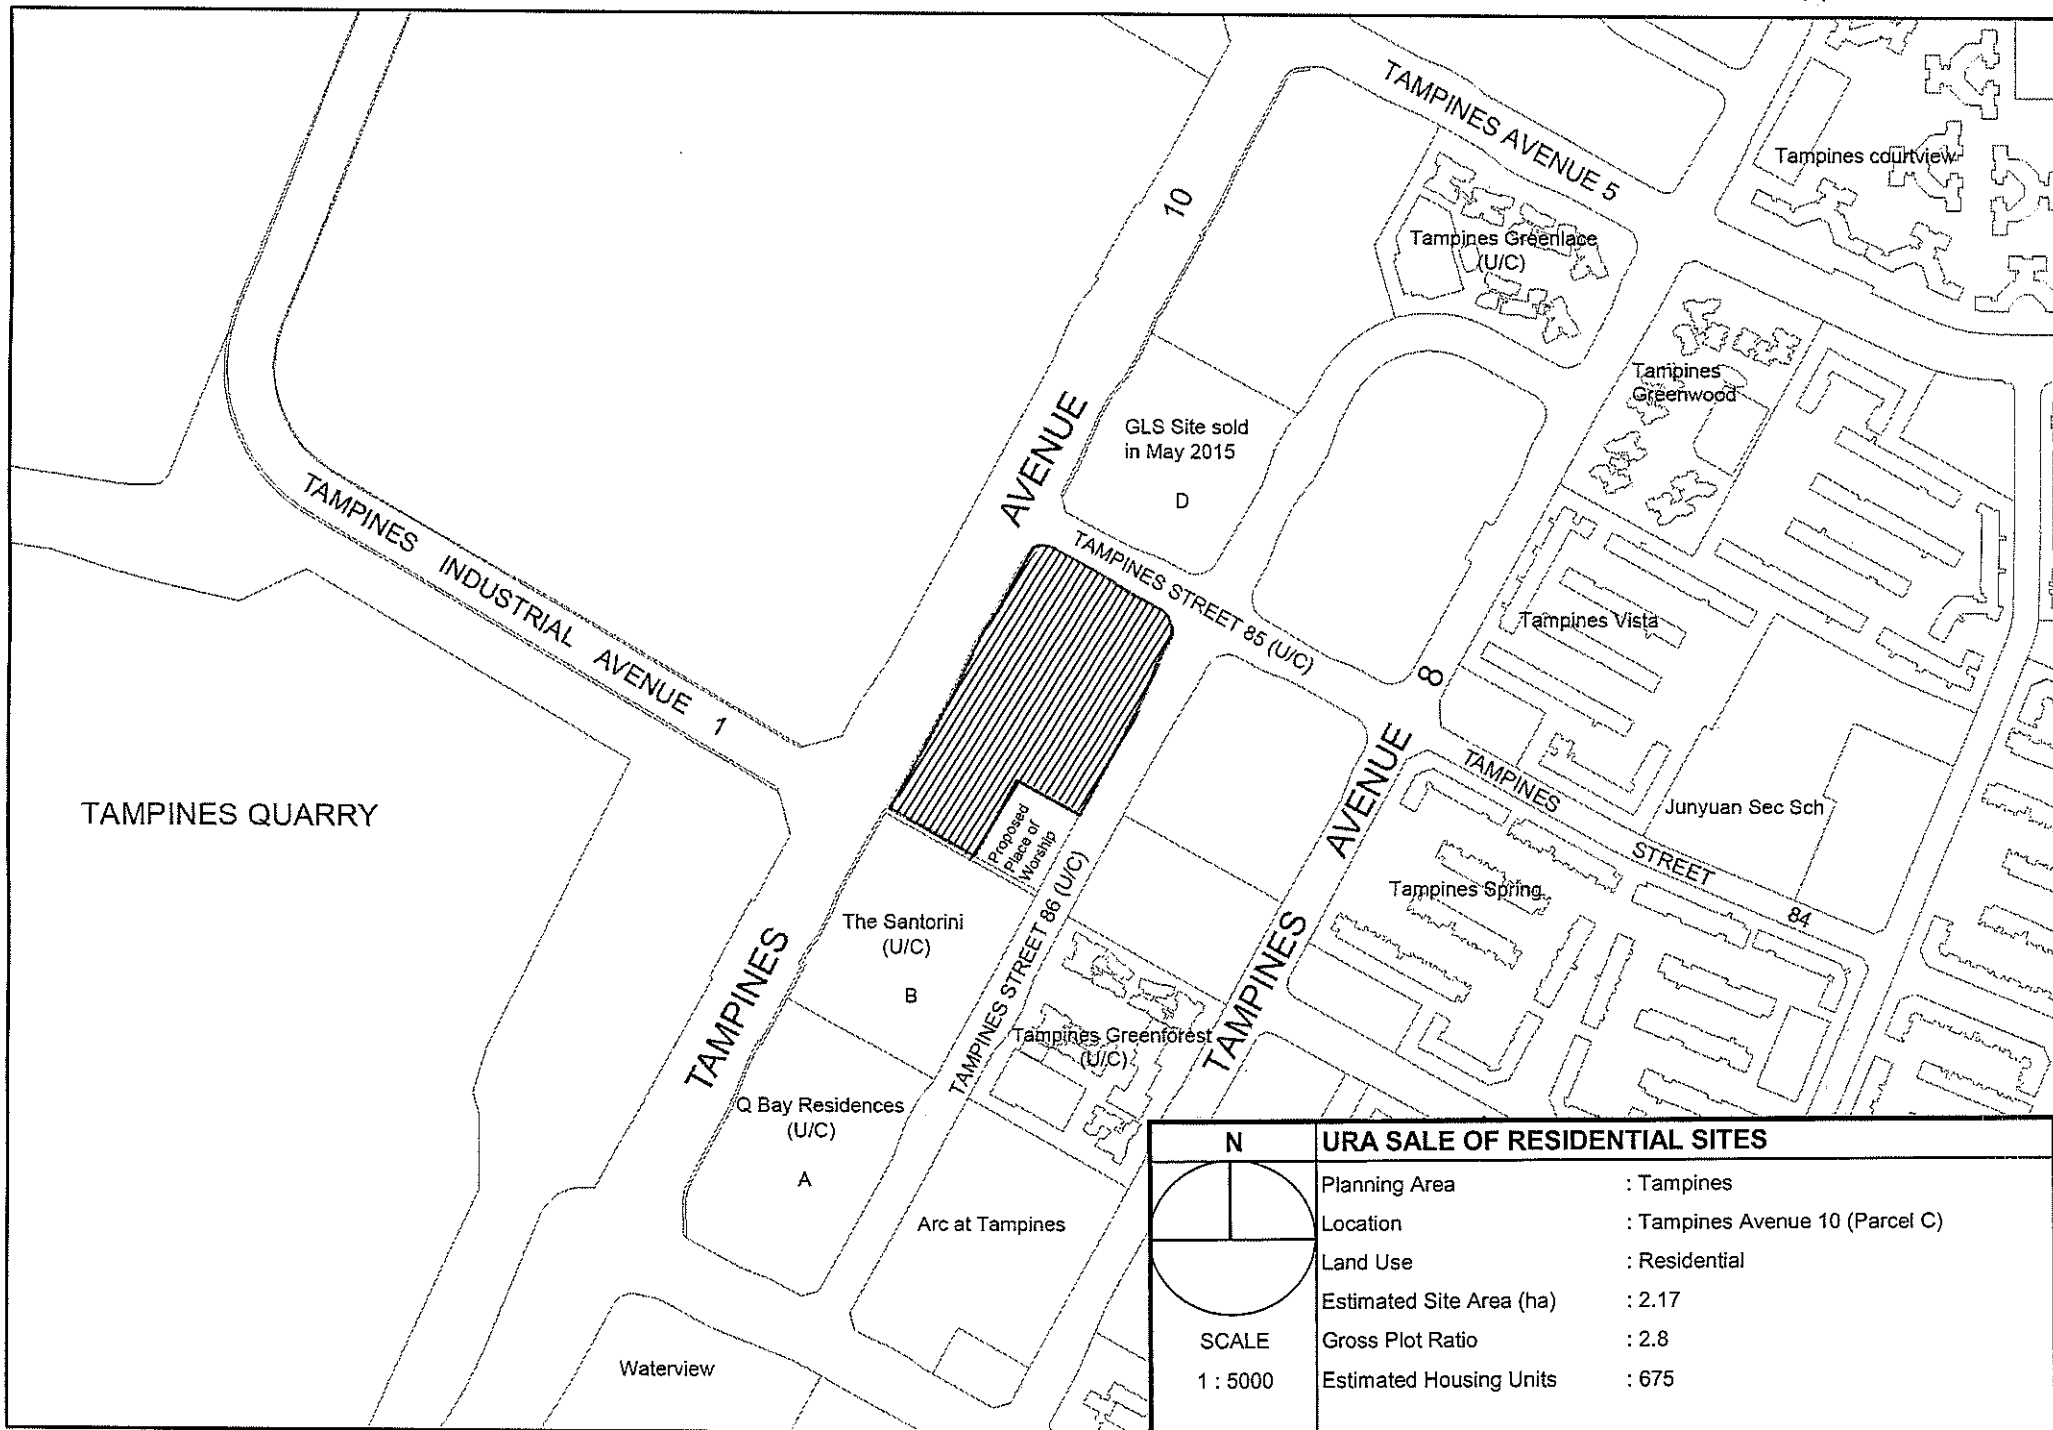 TAMPINES AVENUE 5
10
Tampines courtview
Tampines Greenlace
(U/C)
Tampines
Greenwood
AVENUE
GLS Site sold
in May 2015
D
TAMPINES INDUSTRIAL AVENUE 1
TAMPINES STREET 85 (U/C)
Tampines Vista
8
AVENUE
TAMPINES
STREET
84
Junyuan Sec Sch
TAMPINES QUARRY
Proposed
Place of
Worship
Tampines Spring
The Santorini
(U/C)
B
TAMPINES STREET 86 (U/C)
TAMPINES
TAMPINES
Tampines Greenforest
(U/C)
Q Bay Residences
(U/C)
A
Arc at Tampines
Waterview
N
URA SALE OF RESIDENTIAL SITES
Planning Area : Tampines
Location : Tampines Avenue 10 (Parcel C)
Land Use : Residential
Estimated Site Area (ha) : 2.17
SCALE
Gross Plot Ratio : 2.8
1 : 5000
Estimated Housing Units : 675